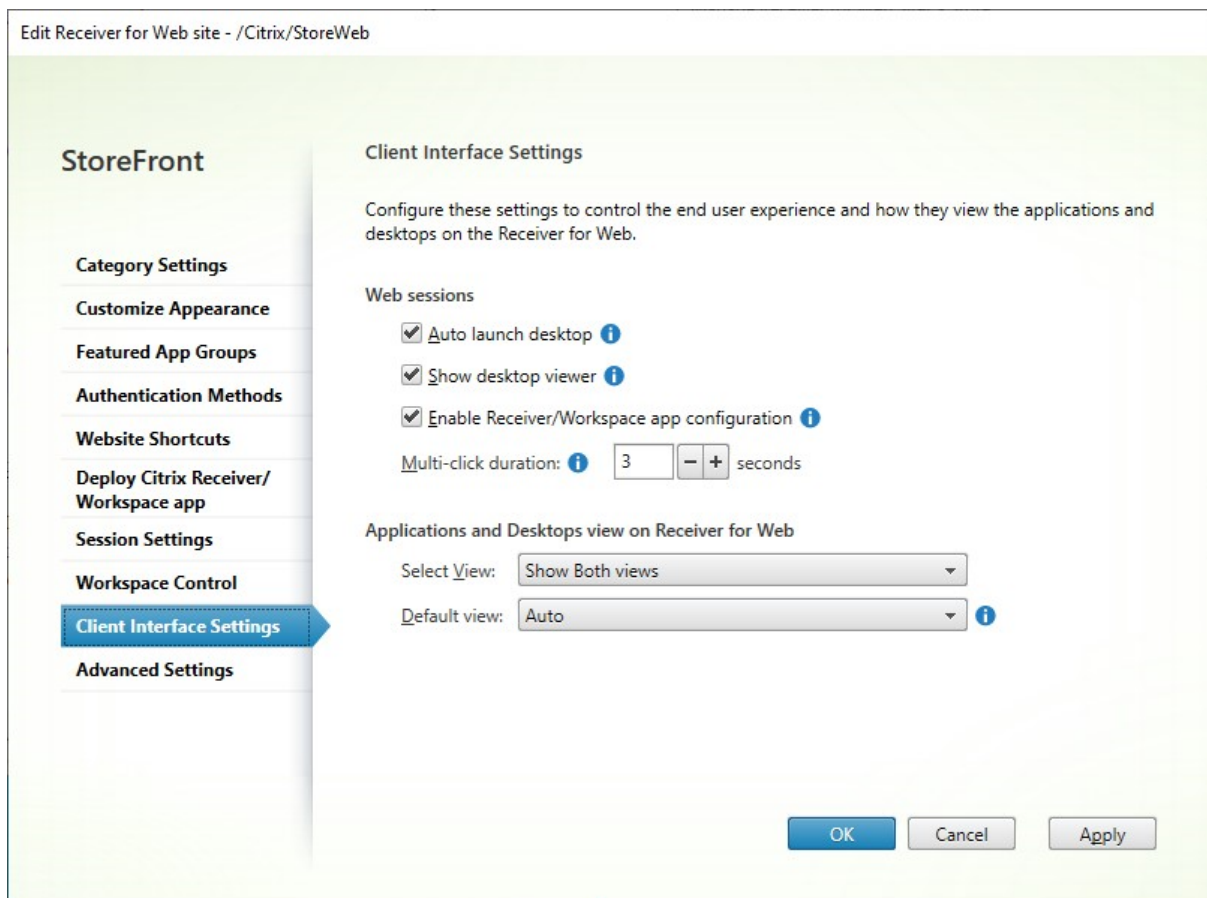 Edit Receiver for Web site - /Citrix/StoreWeb
StoreFront
Category Settings
Customize Appearance
Featured App Groups
Authentication Methods
Website Shortcuts
Deploy Citrix Receiver/
Workspace app
Session Settings
Workspace Control
Client Interface Settings
Advanced Settings
Client Interface Settings
Configure these settings to control the end user experience and how they view the applications and
desktops on the Receiver for Web.
Web sessions
Auto launch desktop
Show desktop viewer
Enable Receiver/Workspace app configuration
Multi-click duration: 3 seconds
Applications and Desktops view on Receiver for Web
Select View: Show Both views
Default view: Auto
OK Cancel Apply